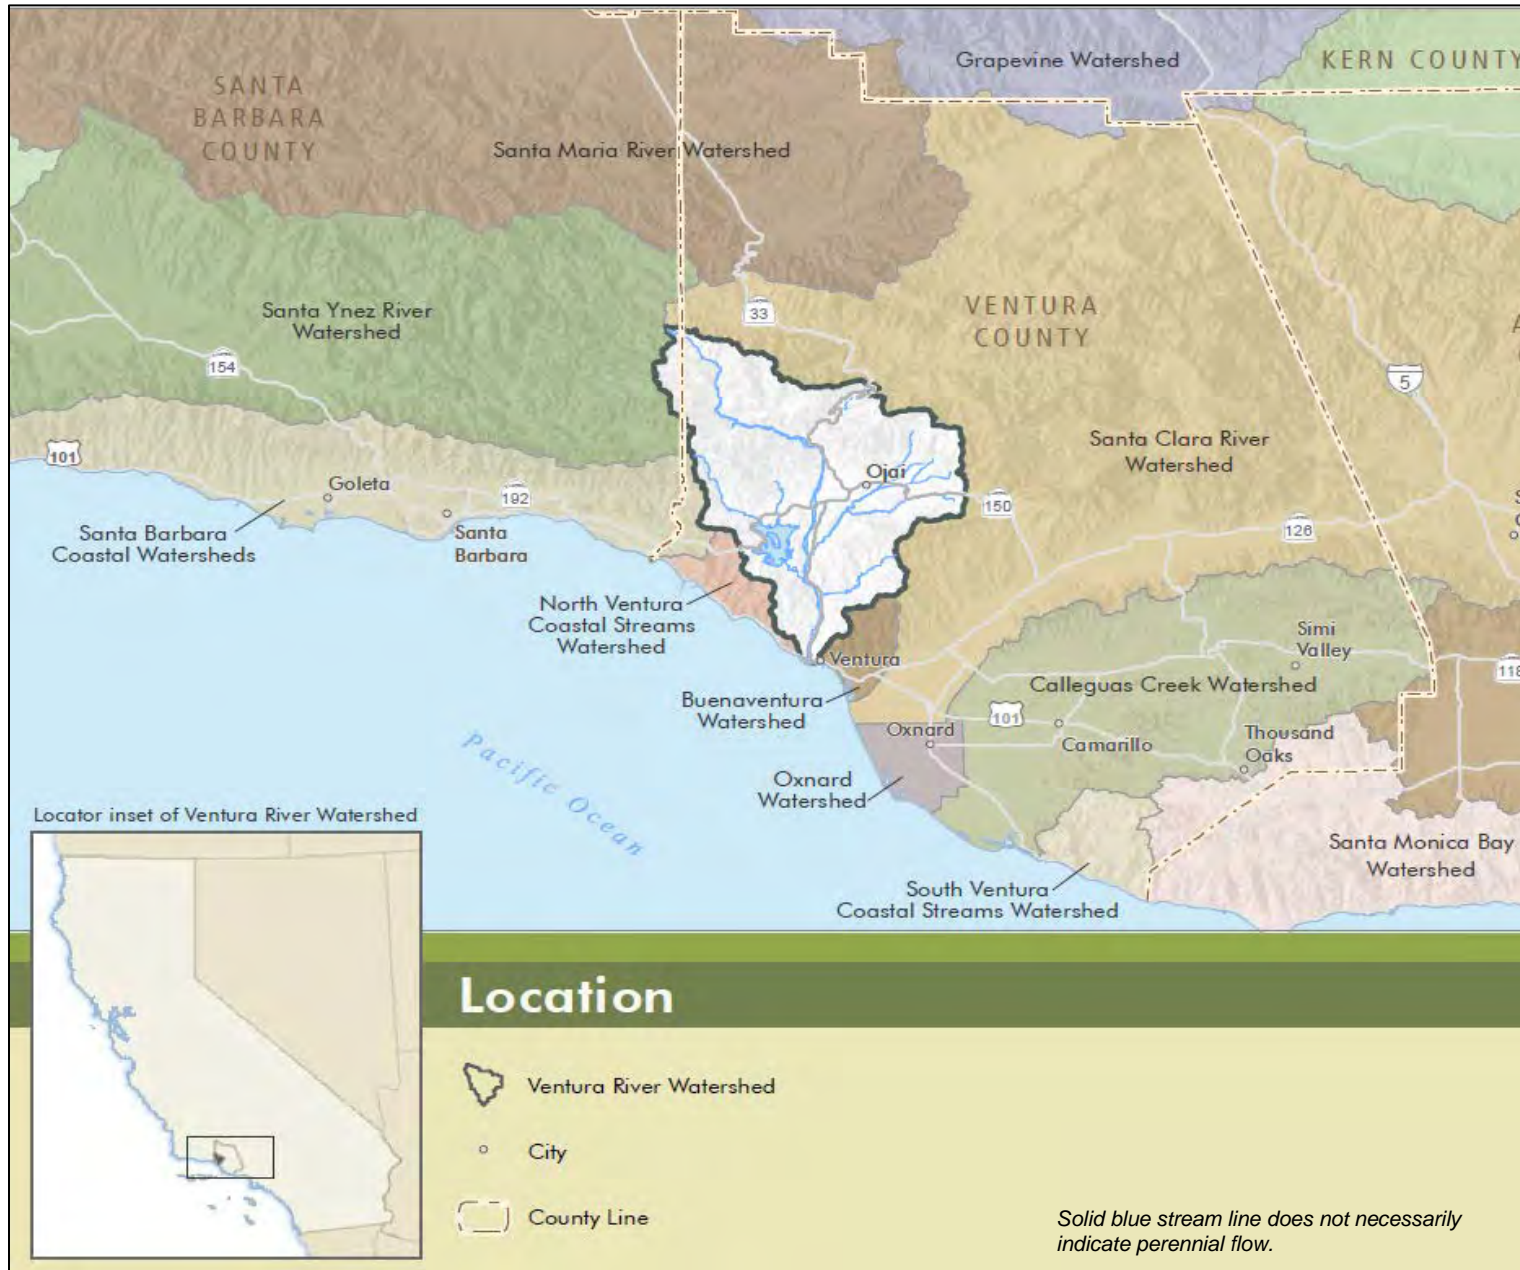 Grapevine Watershed
KERN COUNTY
SANTA
BARBARA
COUNTY
Santa Maria River Watershed
Santa Ynez River
Watershed
33
VENTURA
COUNTY
154
5
Santa Clara River
Watershed
101
Goleta
192
Ojai
150
126
Santa Barbara
Coastal Watersheds
Santa
Barbara
North Ventura
Coastal Streams
Watershed
Simi
Valley
Ventura
118
Calleguas Creek Watershed
Buenaventura
Watershed
101
Oxnard
Camarillo
Thousand
Oaks
Pacific Ocean
Oxnard
Watershed
Locator inset of Ventura River Watershed
Santa Monica Bay
Watershed
South Ventura
Coastal Streams Watershed
Location
Ventura River Watershed
City
County Line
Solid blue stream line does not necessarily
indicate perennial flow.